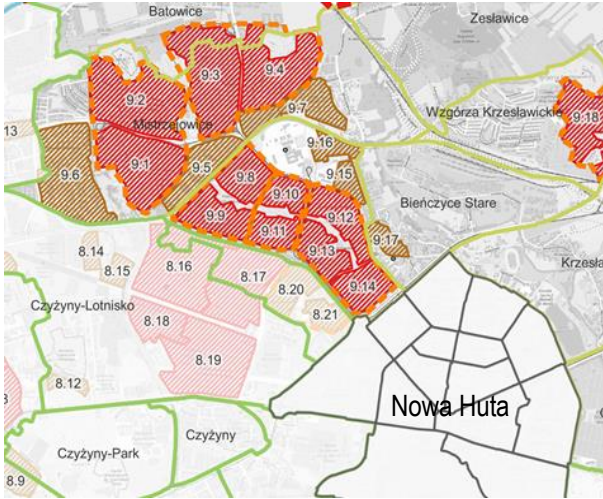 Batowice
Zesławice
9.3
9.4
9.2
9.7
Wzgórza Krzesławickie
9.18
13
Mistrzejowice
9.16
9.1
9.5
9.8
9.15
9.6
9.10
Bieńczyce Stare
9.9
9.12
9.11
9.17
8.14
9.13
Krzesła
8.15
8.16
8.17
9.14
8.20
Czyżyny-Lotnisko
8.21
8.18
8.19
8.12
Nowa Huta
Czyżyny
Czyżyny-Park
8.9